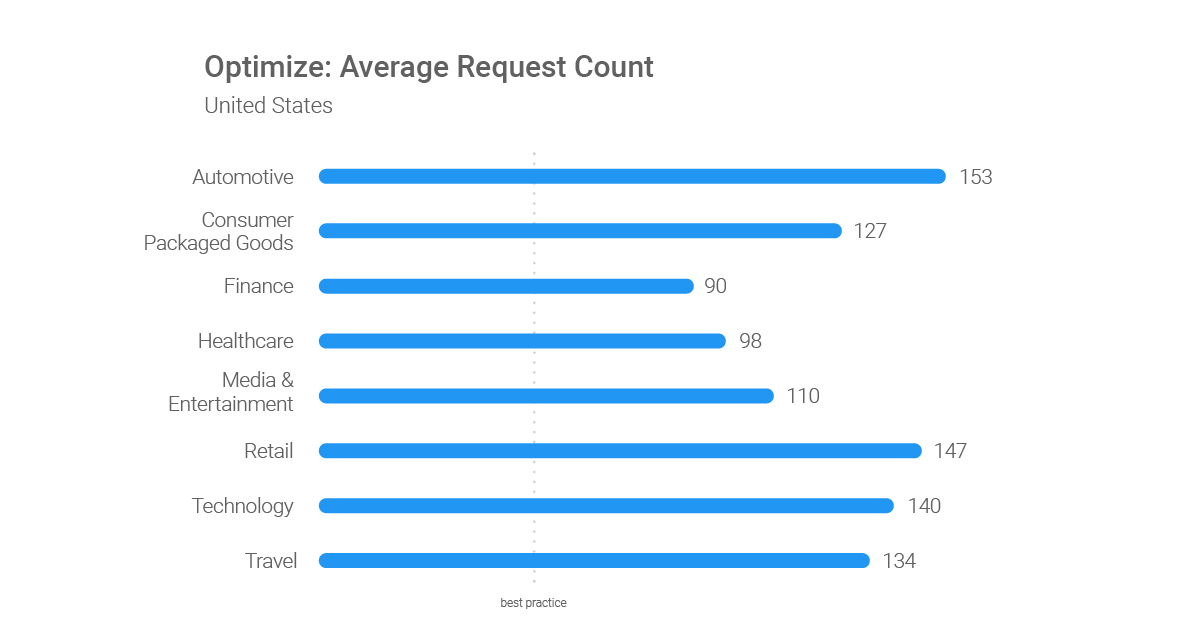 Optimize: Average Request Count
United States
Automotive 153
Consumer
Packaged Goods 127
Finance 90
Healthcare 98
Media &
Entertainment 110
Retail 147
Technology 140
Travel 134
best practice